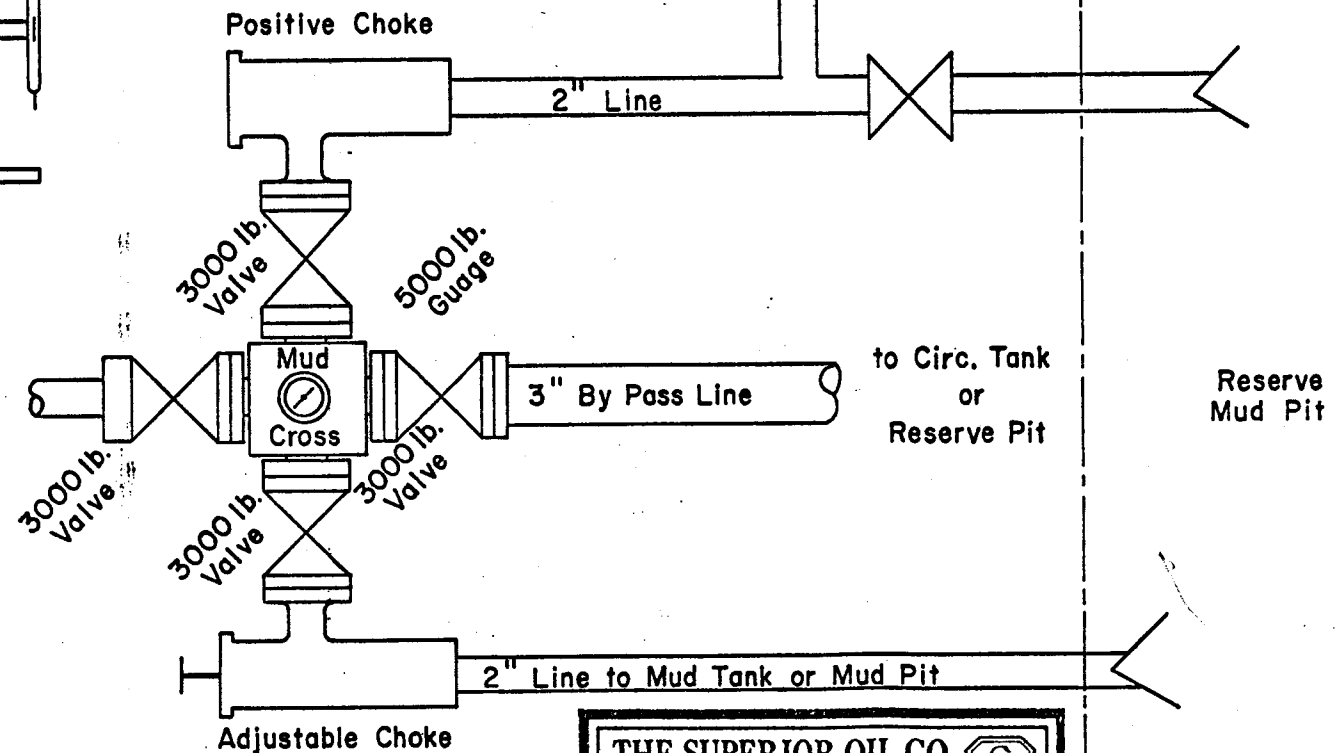 Positive Choke
2" Line
3000 lb.
Valve
5000 lb.
Guage
Mud
Cross
3" By Pass Line
to Circ. Tank
or
Reserve Pit
Reserve
Mud Pit
3000 lb.
Valve
3000 lb.
Valve
3000 lb.
Valve
2" Line to Mud Tank or Mud Pit
Adjustable Choke
THE SUPERIOR OIL CO